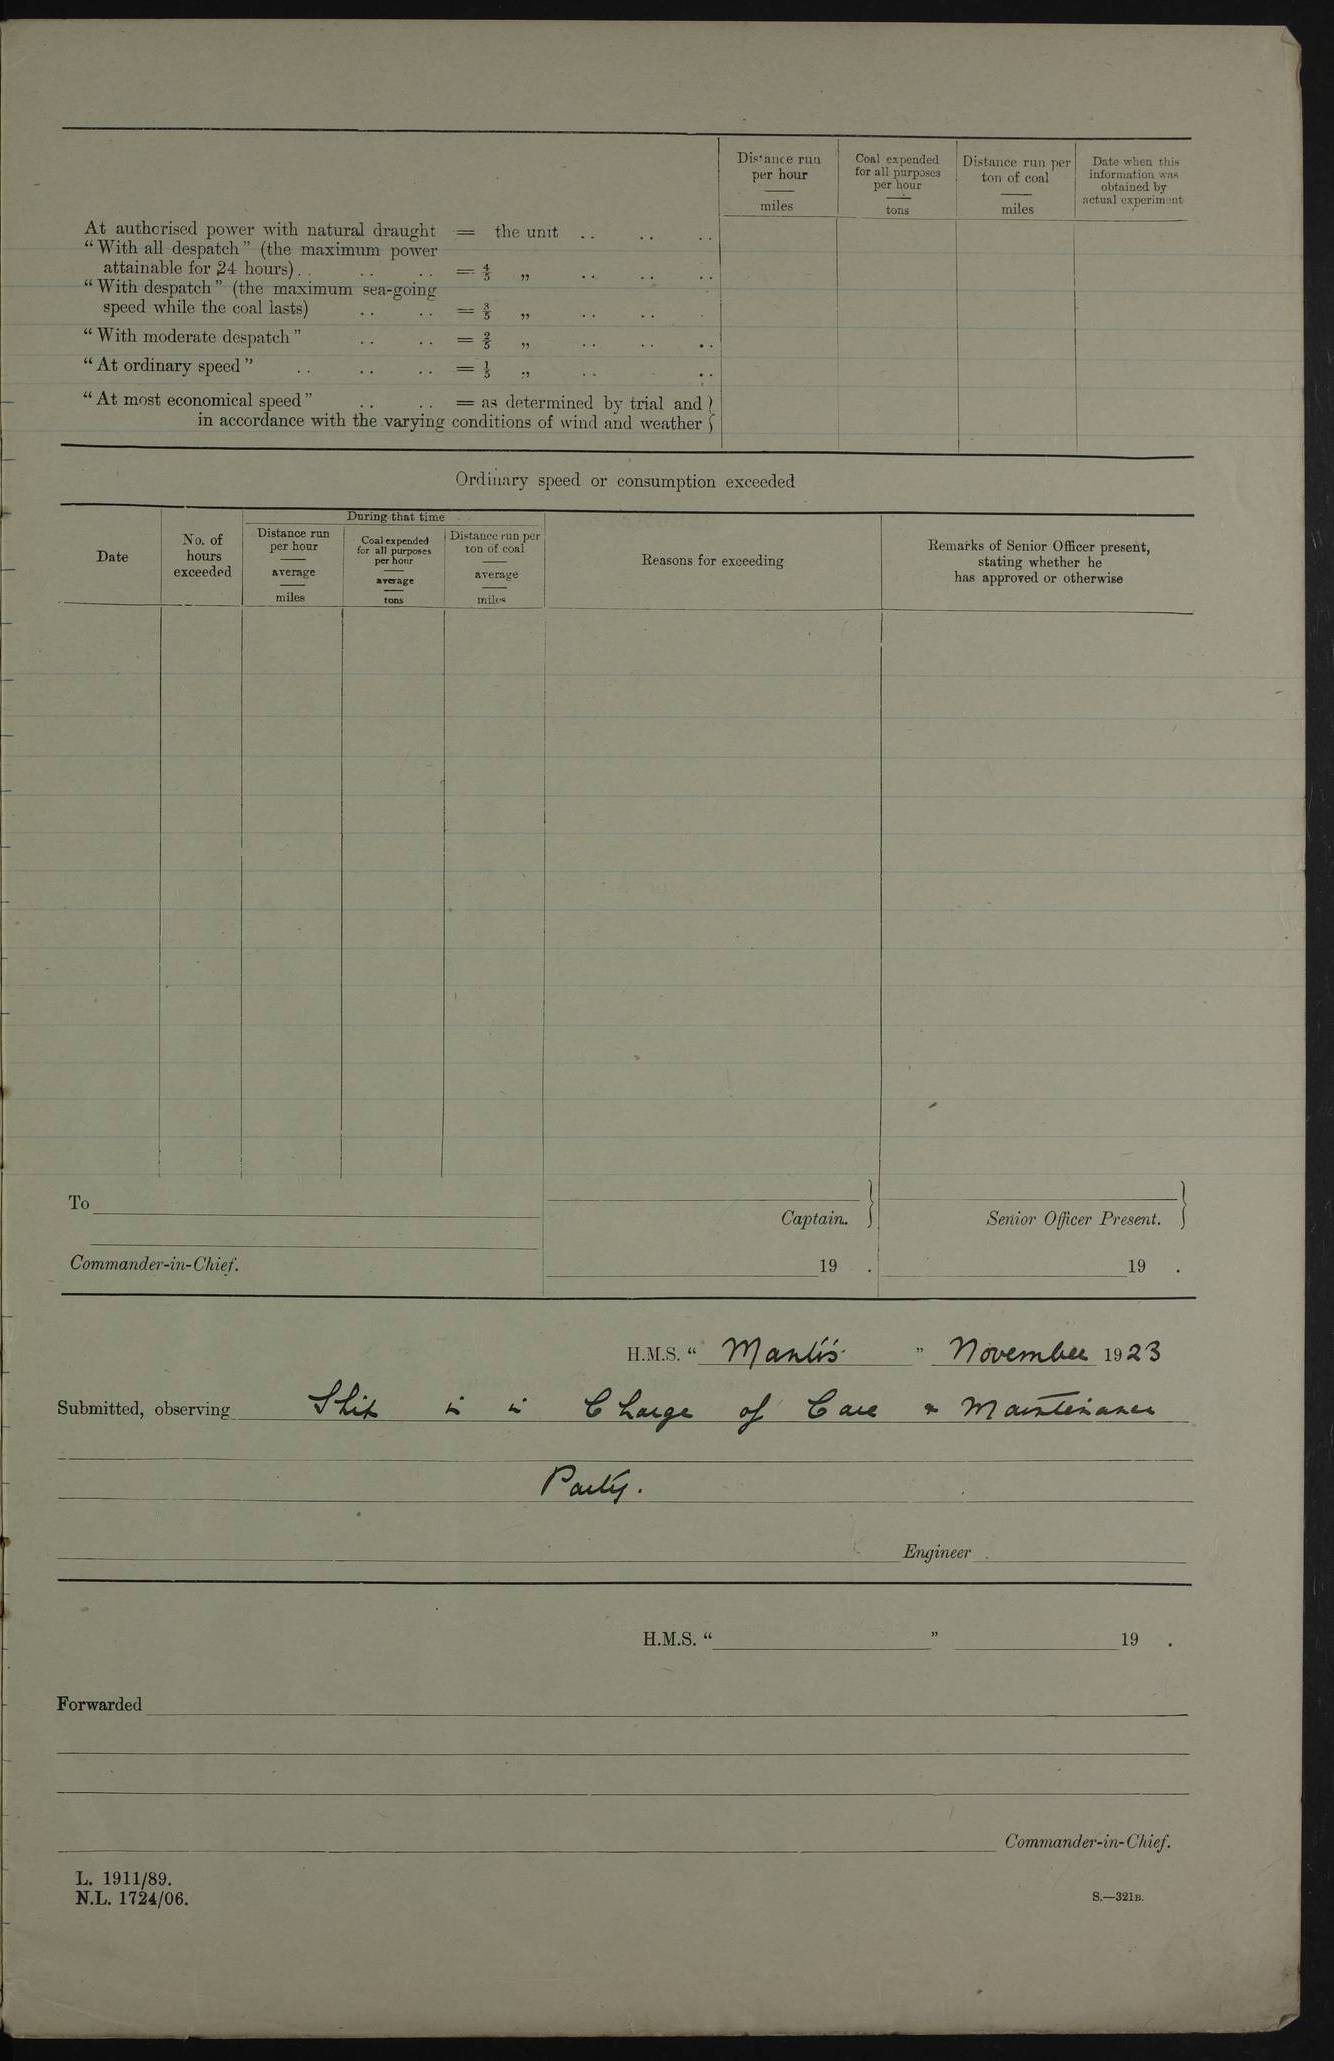 Distance run per hour
miles
Coal expended for all purposes per hour
tons
Distance run per ton of coal
miles
Date when this information was obtained by actual experiment
At authorised power with natural draught = the unit .. .. ..
"With all despatch" (the maximum power
attainable for 24 hours). . .. .. = 4/5 „ .. .. ..
"With despatch" (the maximum sea-going
speed while the coal lasts) .. .. = 3/5 „ .. .. .
"With moderate despatch" .. .. = 2/5 „ .. .. ..
"At ordinary speed" .. .. .. = 1/5 „ .. ..
"At most economical speed" .. .. = as determined by trial and }
in accordance with the varying conditions of wind and weather }
Ordinary speed or consumption exceeded
During that time
Date
No. of hours exceeded
Distance run per hour
average
miles
Coal expended for all purposes per hour
average
tons
Distance run per ton of coal
average
miles
Reasons for exceeding
Remarks of Senior Officer present,
stating whether he
has approved or otherwise
To
Captain. }
Senior Officer Present. }
Commander-in-Chief.
19 .
19 .
H.M.S. " Mantis " November 1923
Submitted, observing Ship is in Charge of Care & Maintenance
Party.
Engineer
H.M.S. " " 19 .
Forwarded
Commander-in-Chief.
L. 1911/89.
N.L. 1724/06.
S.—321B.